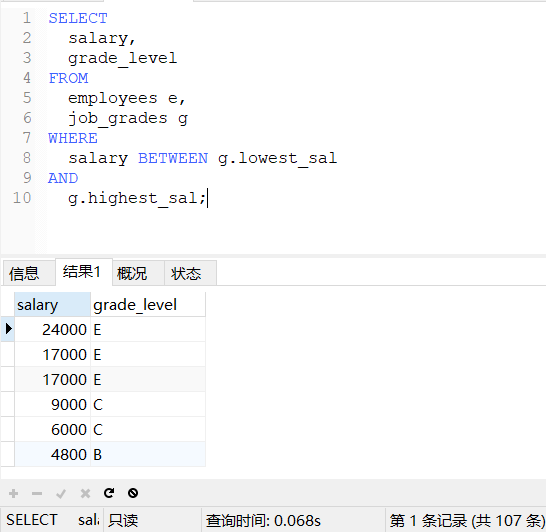 1 SELECT
2 salary,
3 grade_level
4 FROM
5 employees e,
6 job_grades g
7 WHERE
8 salary BETWEEN g.lowest_sal
9 AND
10 g.highest_sal;
信息 结果1 概况 状态
salary grade_level
24000 E
17000 E
17000 E
9000 C
6000 C
4800 B
SELECT sala 只读 查询时间: 0.068s 第 1 条记录 (共 107 条)